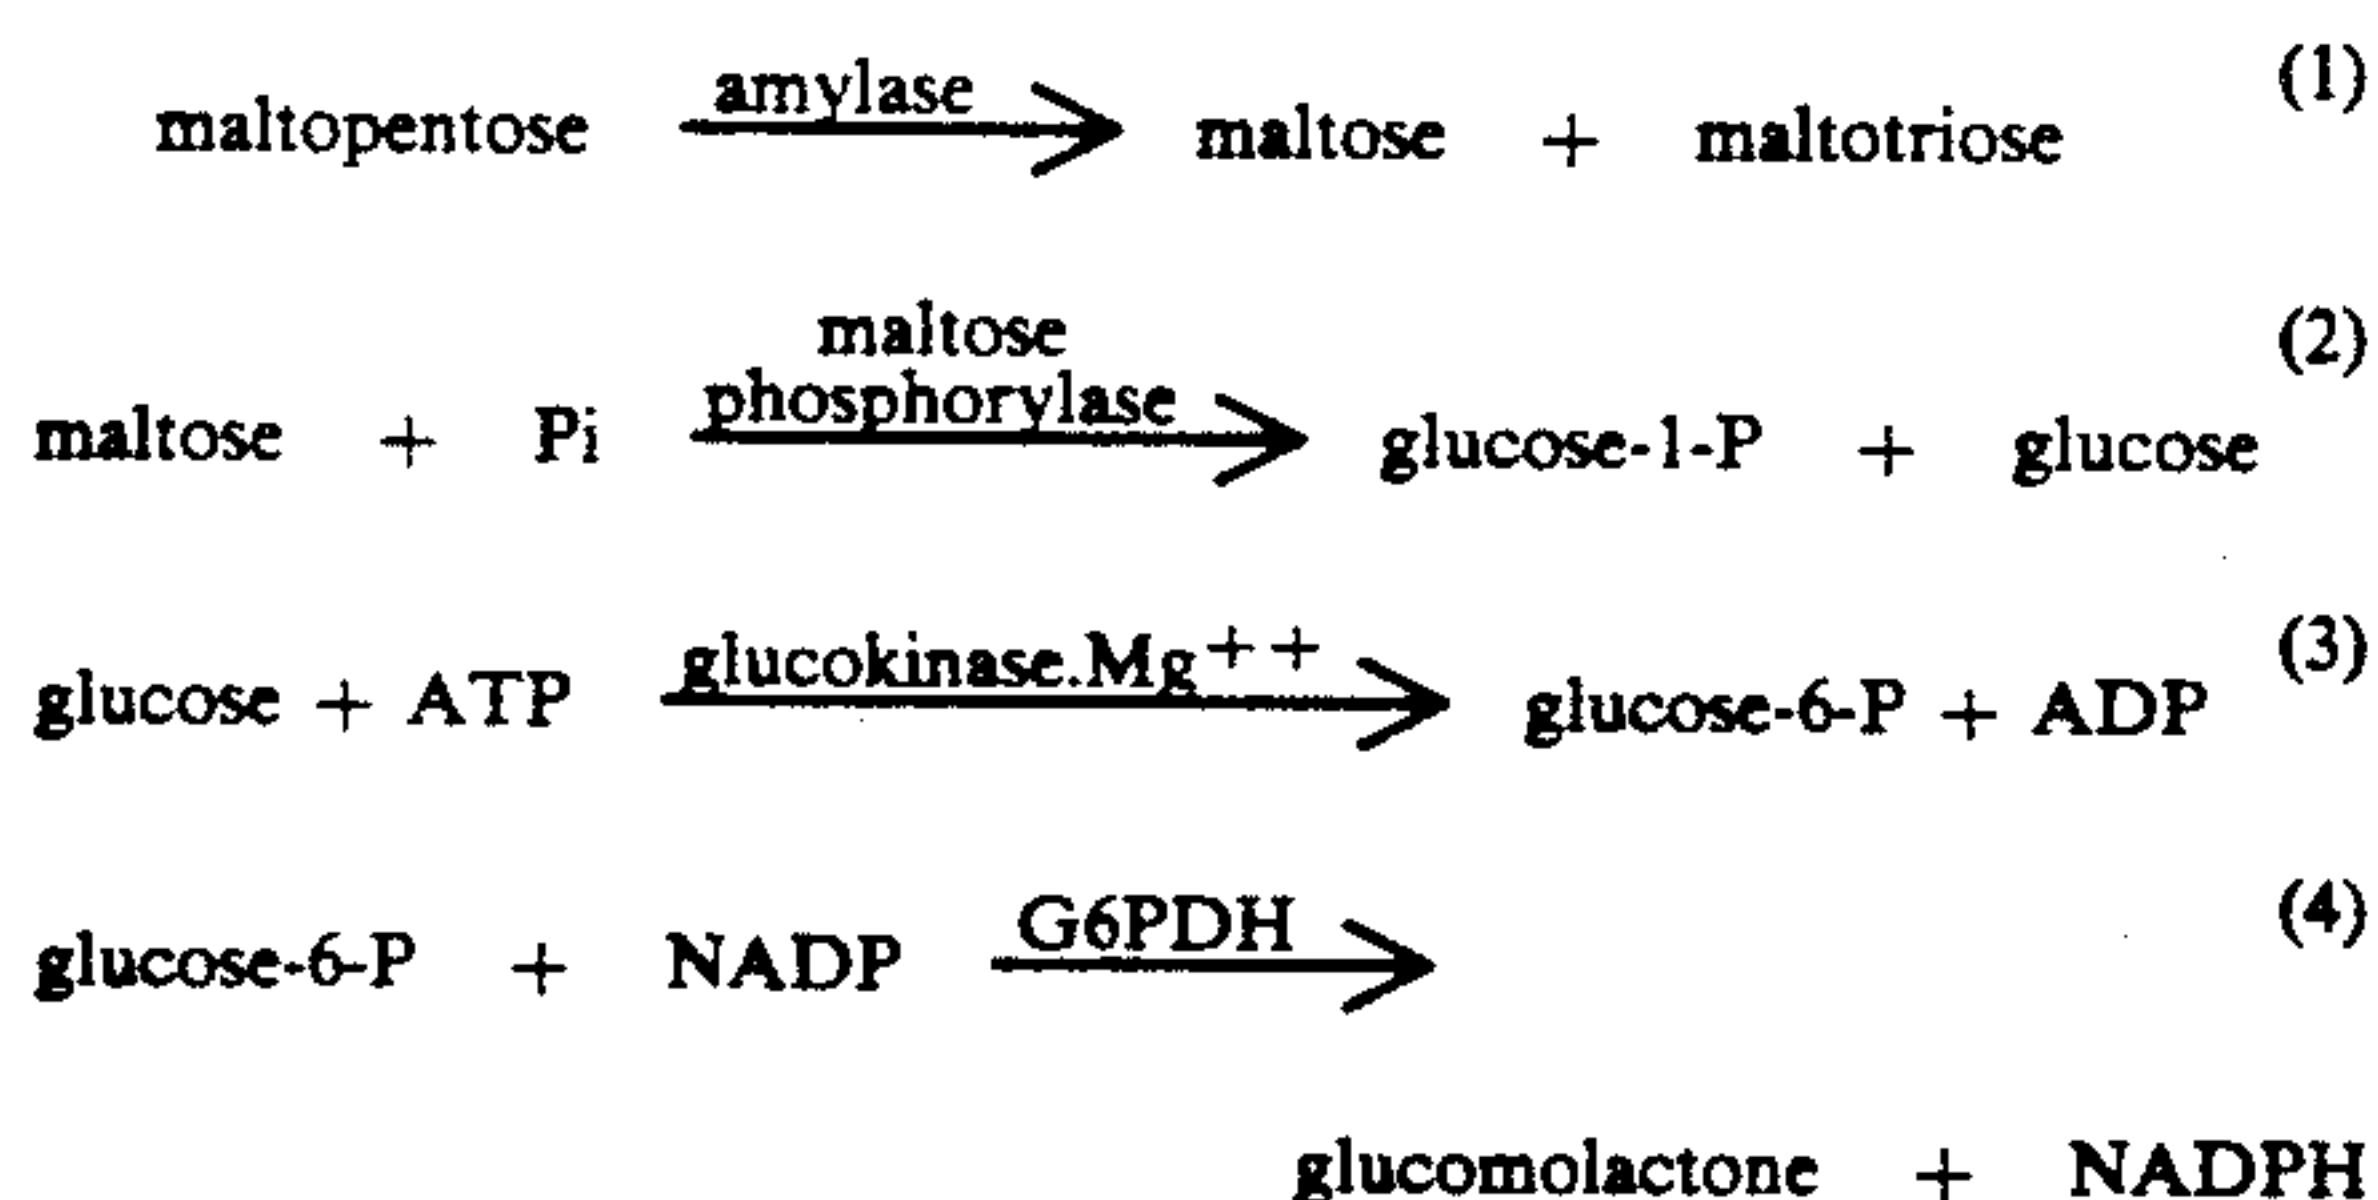 maltopentose amylase maltose + maltotriose (1)
maltose
phosphorylase
maltose + Pi glucose-1-P + glucose (2)
glucose + ATP glucokinase.Mg++ glucose-6-P + ADP (3)
glucose-6-P + NADP G6PDH (4)
glucomolactone + NADPH